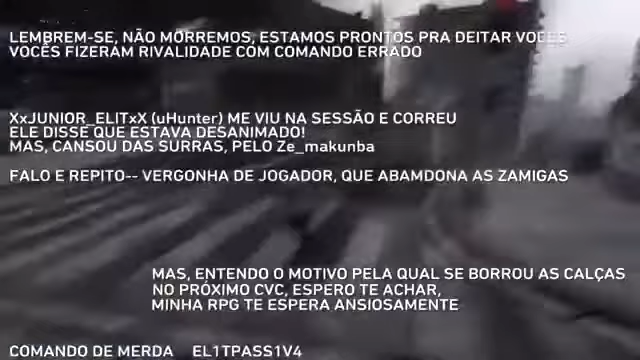 LEMBREM-SE, NÃO MORREMOS, ESTAMOS PRONTOS PRA DEITAR VOCES
VOCÊS FIZERAM RIVALIDADE COM COMANDO ERRADO
XxJUNIOR_ELITxX (uHunter) ME VIU NA SESSÃO E CORREU
ELE DISSE QUE ESTAVA DESANIMADO!
MAS, CANSOU DAS SURRAS, PELO Ze_makunba
FALO E REPITO-- VERGONHA DE JOGADOR, QUE ABAMDONA AS ZAMIGAS
MAS, ENTENDO O MOTIVO PELA QUAL SE BORROU AS CALÇAS
NO PRÓXIMO CVC, ESPERO TE ACHAR,
MINHA RPG TE ESPERA ANSIOSAMENTE
COMANDO DE MERDA EL1TPASS1V4